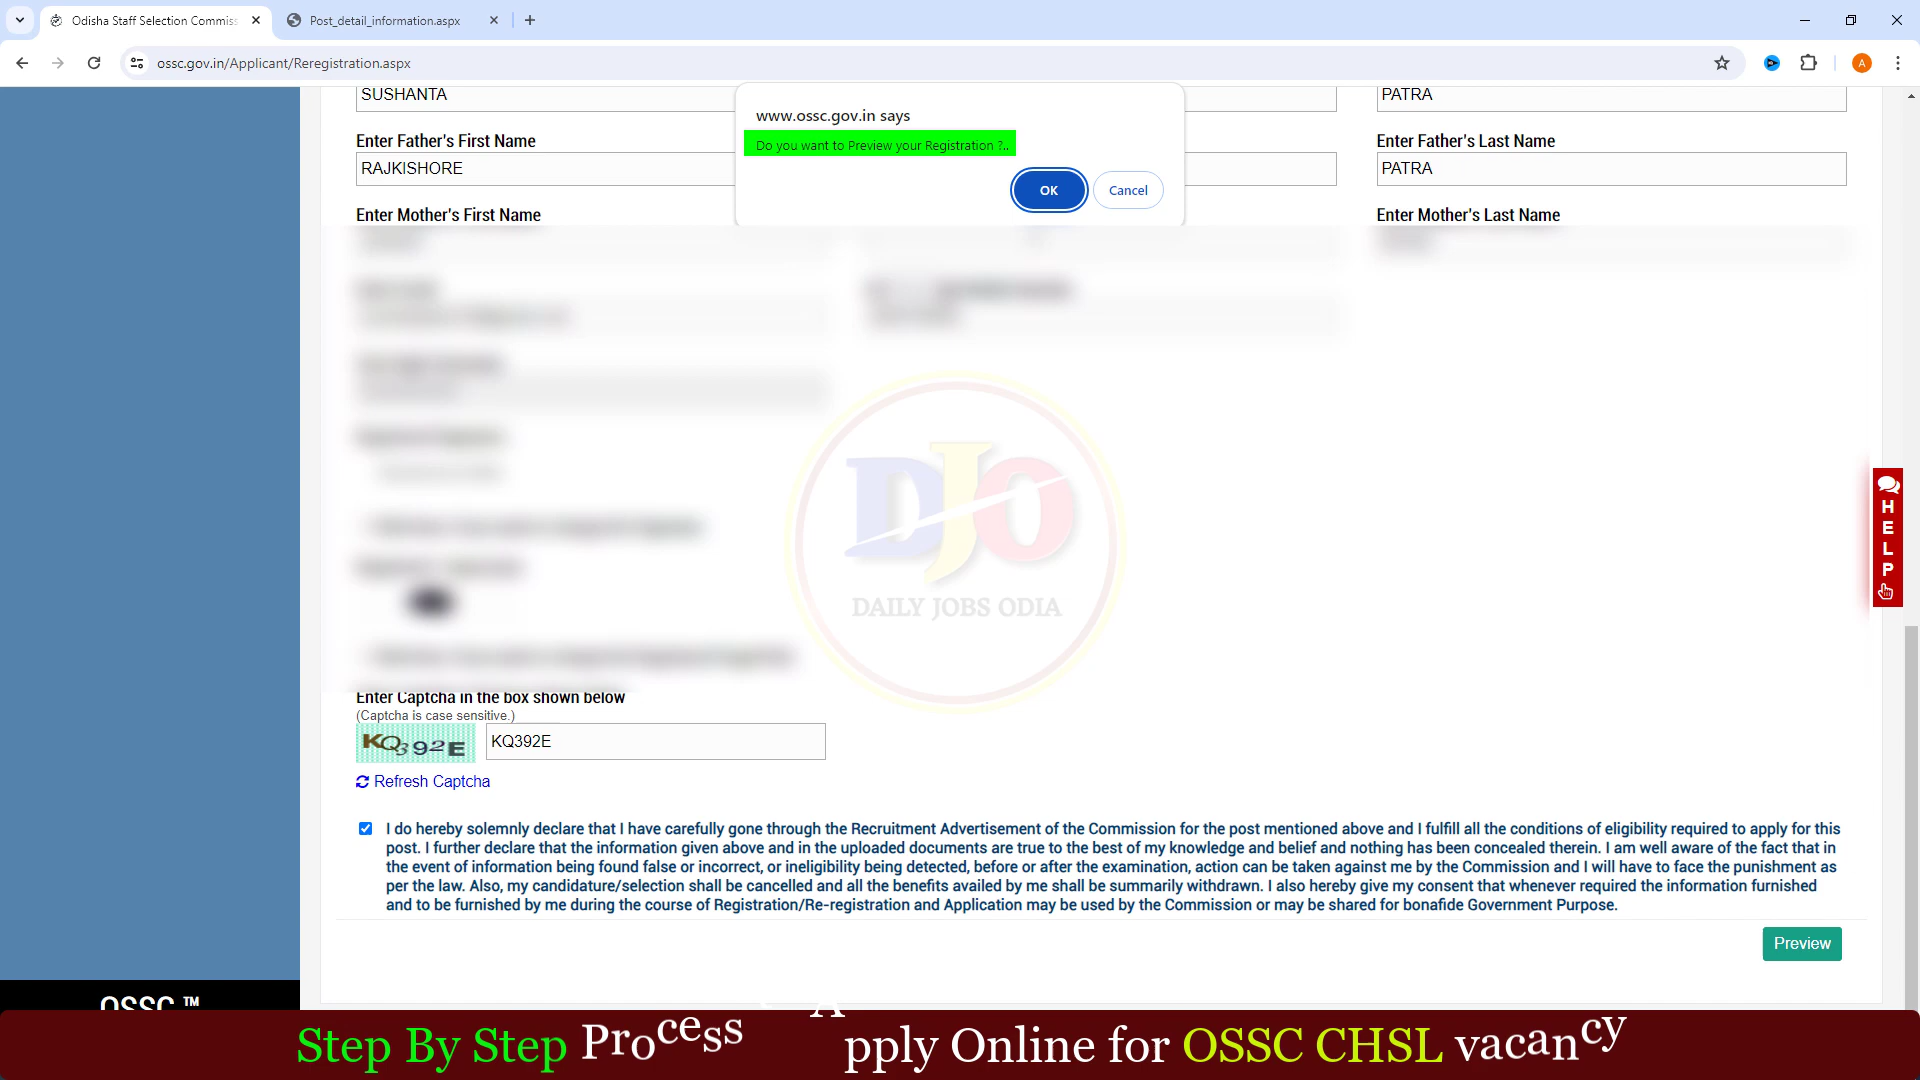 Odisha Staff Selection Commiss
Post_detail_information.aspx
ossc.gov.in/Applicant/Reregistration.aspx
A
www.ossc.gov.in says
Do you want to Preview your Registration ?..
OK
Cancel
SUSHANTA
PATRA
Enter Father's First Name
Enter Father's Last Name
RAJKISHORE
PATRA
Enter Mother's First Name
Enter Mother's Last Name
DJO
DAILY JOBS ODIA
HELP
Enter Captcha in the box shown below
(Captcha is case sensitive.)
KQ392E
KQ392E
Refresh Captcha
I do hereby solemnly declare that I have carefully gone through the Recruitment Advertisement of the Commission for the post mentioned above and I fulfill all the conditions of eligibility required to apply for this
post. I further declare that the information given above and in the uploaded documents are true to the best of my knowledge and belief and nothing has been concealed therein. I am well aware of the fact that in
the event of information being found false or incorrect, or ineligibility being detected, before or after the examination, action can be taken against me by the Commission and I will have to face the punishment as
per the law. Also, my candidature/selection shall be cancelled and all the benefits availed by me shall be summarily withdrawn. I also hereby give my consent that whenever required the information furnished
and to be furnished by me during the course of Registration/Re-registration and Application may be used by the Commission or may be shared for bonafide Government Purpose.
Preview
OSSC ™
Step By Step Process Apply Online for OSSC CHSL vacancy